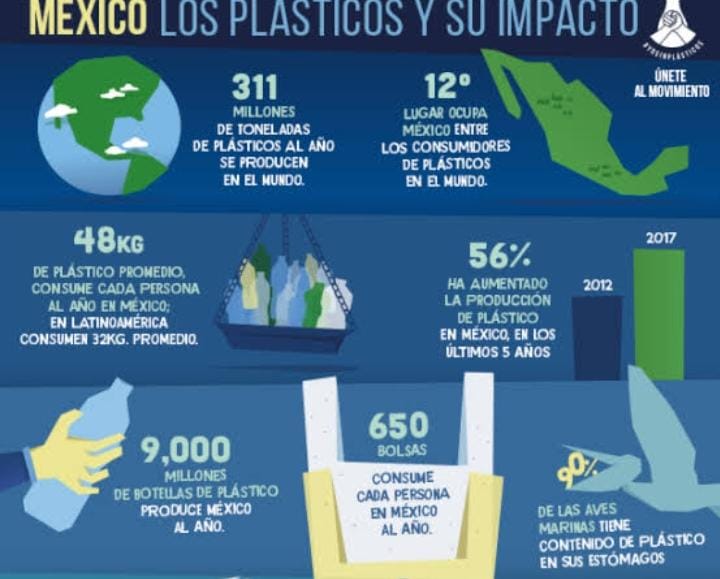 MÉXICO LOS PLÁSTICOS Y SU IMPACTO
#YOSINPLÁSTICOS
ÚNETE
AL MOVIMIENTO
311
MILLONES
DE TONELADAS
DE PLÁSTICOS AL AÑO
SE PRODUCEN
EN EL MUNDO.
12º
LUGAR OCUPA
MÉXICO ENTRE
LOS CONSUMIDORES
DE PLÁSTICOS
EN EL MUNDO.
48KG
DE PLÁSTICO PROMEDIO,
CONSUME CADA PERSONA
AL AÑO EN MÉXICO;
EN LATINOAMÉRICA
CONSUMEN 32KG. PROMEDIO.
56%
HA AUMENTADO
LA PRODUCCIÓN
DE PLÁSTICO
EN MÉXICO, EN LOS
ÚLTIMOS 5 AÑOS
2012
2017
9,000
MILLONES
DE BOTELLAS DE PLÁSTICO
PRODUCE MÉXICO
AL AÑO.
650
BOLSAS
CONSUME
CADA PERSONA
EN MÉXICO
AL AÑO.
90%
DE LAS AVES
MARINAS TIENE
CONTENIDO DE PLÁSTICO
EN SUS ESTÓMAGOS